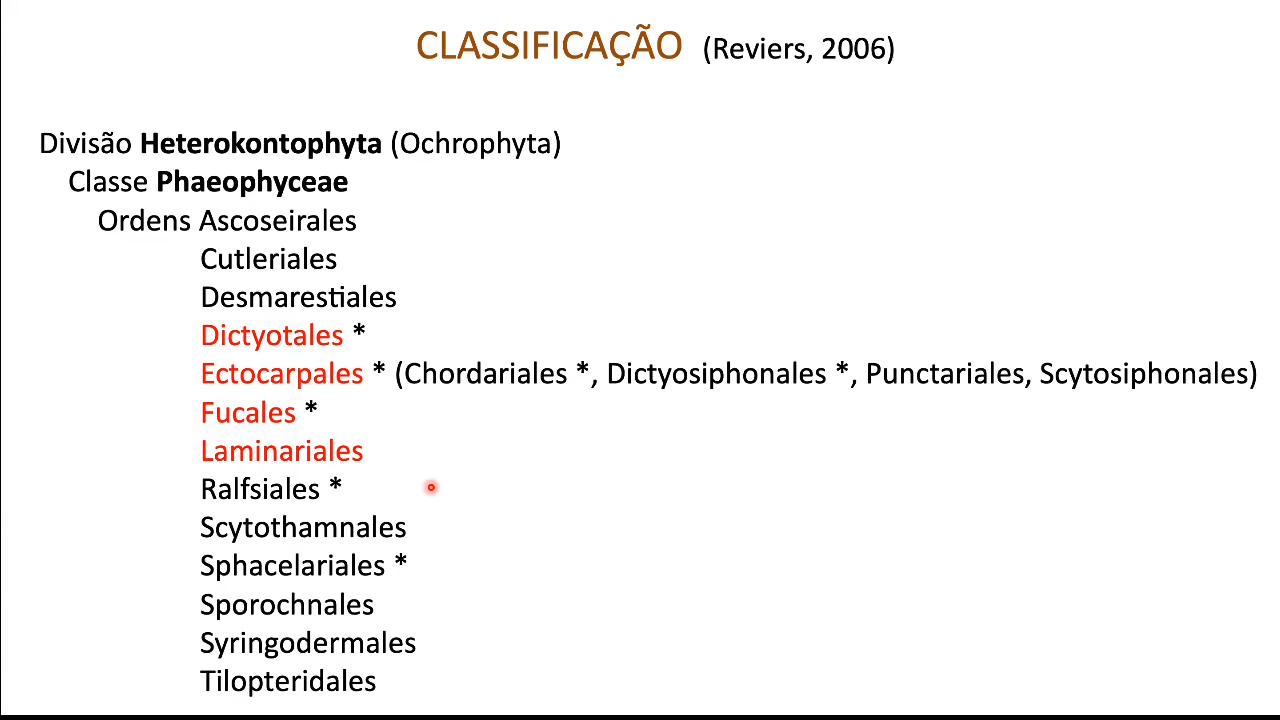 CLASSIFICAÇÃO (Reviers, 2006)
Divisão Heterokontophyta (Ochrophyta)
Classe Phaeophyceae
Ordens Ascoseirales
Cutleriales
Desmarestiales
Dictyotales *
Ectocarpales * (Chordariales *, Dictyosiphonales *, Punctariales, Scytosiphonales)
Fucales *
Laminariales
Ralfsiales *
Scytothamnales
Sphacelariales *
Sporochnales
Syringodermales
Tilopteridales